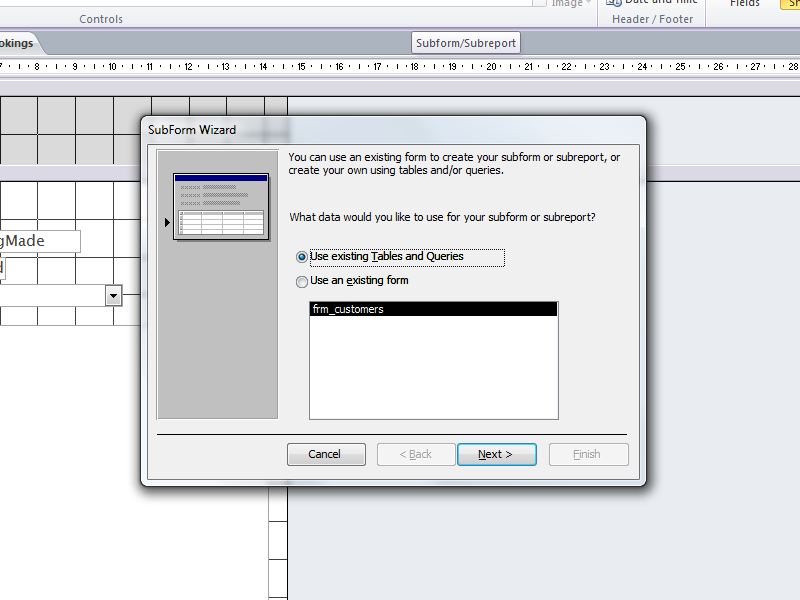 Image
Date and Time
Fields
Controls
Header / Footer
okings
Subform/Subreport
7 8 9 10 11 12 13 14 15 16 17 18 19 20 21 22 23 24 25 26 27 28
SubForm Wizard
You can use an existing form to create your subform or subreport, or
create your own using tables and/or queries.
What data would you like to use for your subform or subreport?
Use existing Tables and Queries
Use an existing form
frm_customers
gMade
d
Cancel
< Back
Next >
Finish